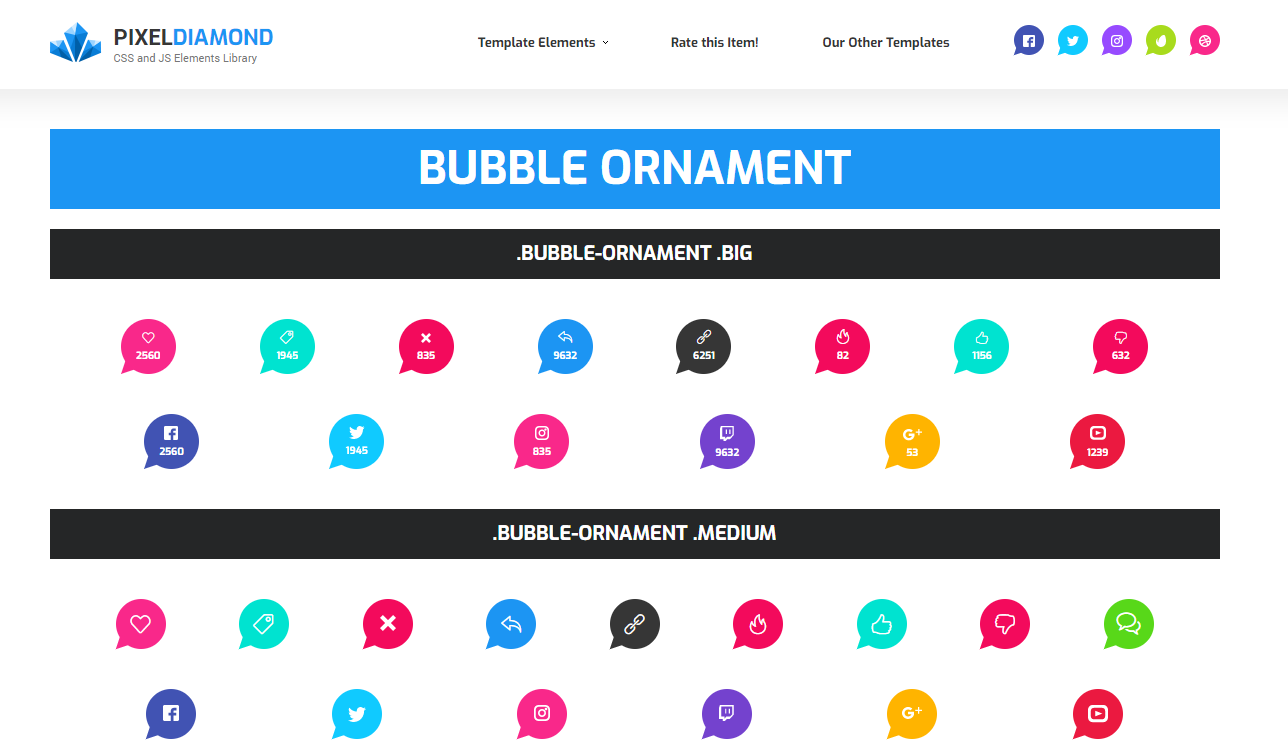 PIXELDIAMOND
CSS and JS Elements Library
Template Elements
Rate this Item!
Our Other Templates
BUBBLE ORNAMENT
.BUBBLE-ORNAMENT .BIG
2560 1945 835 9632 6251 82 1156 632
2560 1945 835 9632 53 1239
.BUBBLE-ORNAMENT .MEDIUM